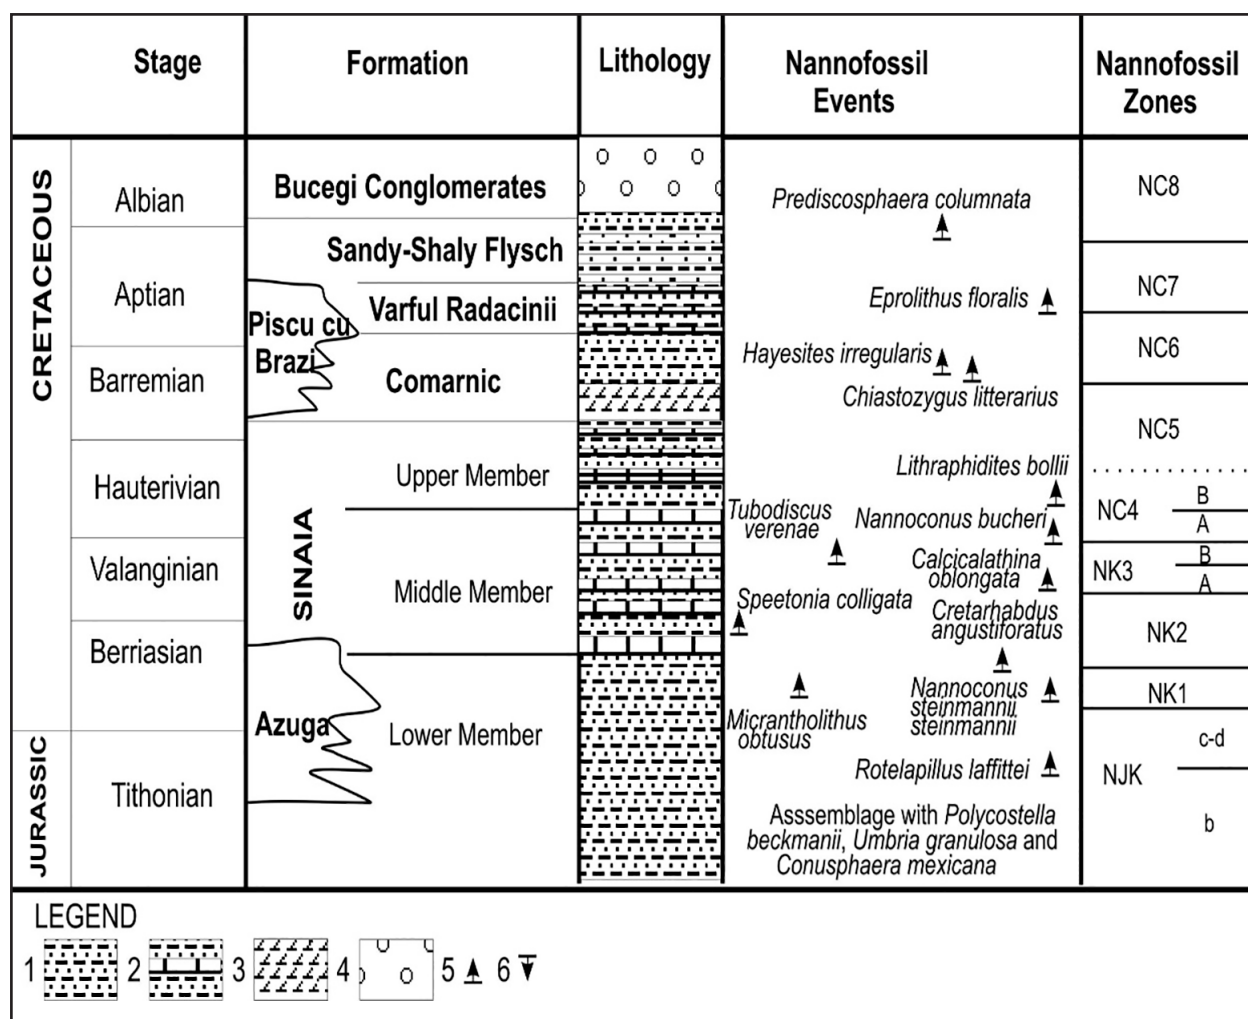 Stage
Formation
Lithology
Nannofossil
Events
Nannofossil
Zones
CRETACEOUS
JURASSIC
Albian
Aptian
Barremian
Hauterivian
Valanginian
Berriasian
Tithonian
Bucegi Conglomerates
Sandy-Shaly Flysch
Varful Radacinii
Piscu cu
Brazi
Comarnic
SINAIA
Upper Member
Middle Member
Azuga
Lower Member
Prediscosphaera columnata
Eprolithus floralis
Hayesites irregularis
Chiastozygus litterarius
Lithraphidites bollii
Tubodiscus
verenae
Nannoconus bucheri
Calcicalathina
oblongata
Speetonia colligata
Cretarhabdus
angustiforatus
Nannoconus
steinmannii
steinmannii
Micrantholithus
obtusus
Rotelapillus laffittei
Asssemblage with Polycostella
beckmanii, Umbria granulosa and
Conusphaera mexicana
NC8
NC7
NC6
NC5
NC4
B
A
NK3
B
A
NK2
NK1
NJK
c-d
b
LEGEND
1 2 3 4 5 6